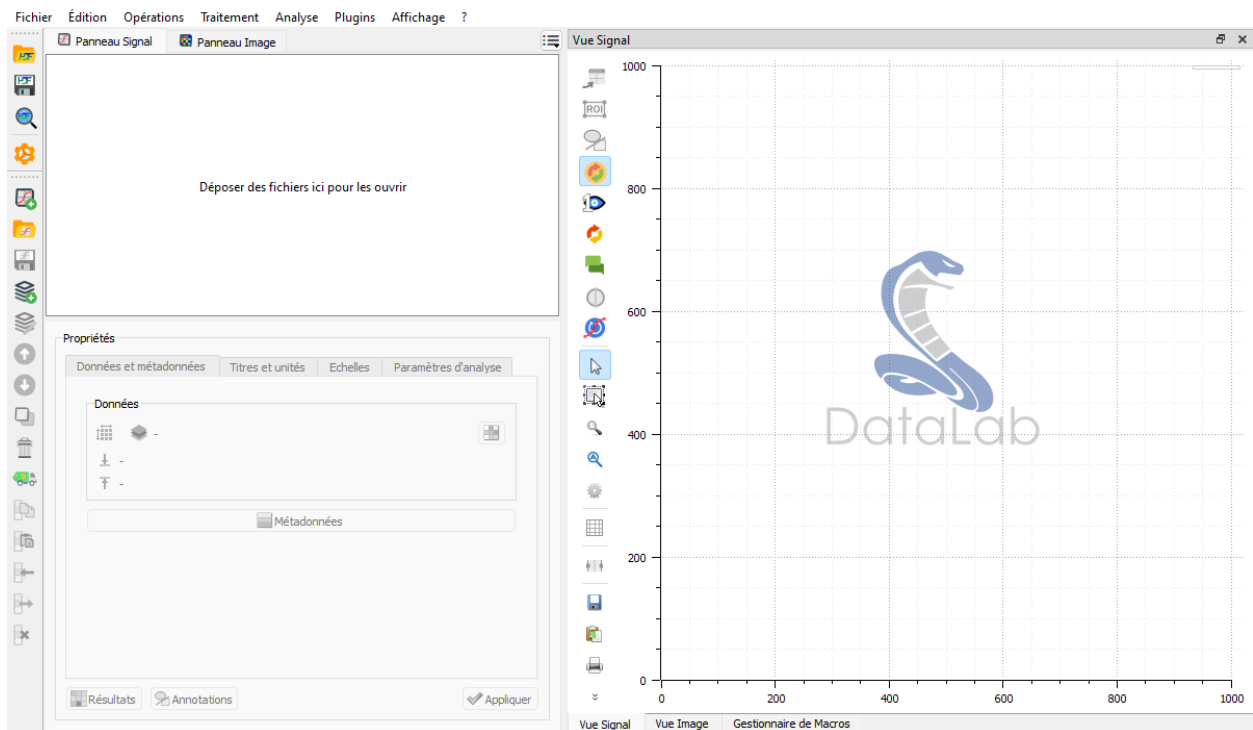 Fichier Édition Opérations Traitement Analyse Plugins Affichage ?
Panneau Signal Panneau Image
Déposer des fichiers ici pour les ouvrir
Propriétés
Données et métadonnées Titres et unités Echelles Paramètres d'analyse
Données
-
-
-
Métadonnées
Résultats Annotations Appliquer
Vue Signal
ROI
1000
800
600
400
200
0
0 200 400 600 800 1000
DataLab
Vue Signal Vue Image Gestionnaire de Macros